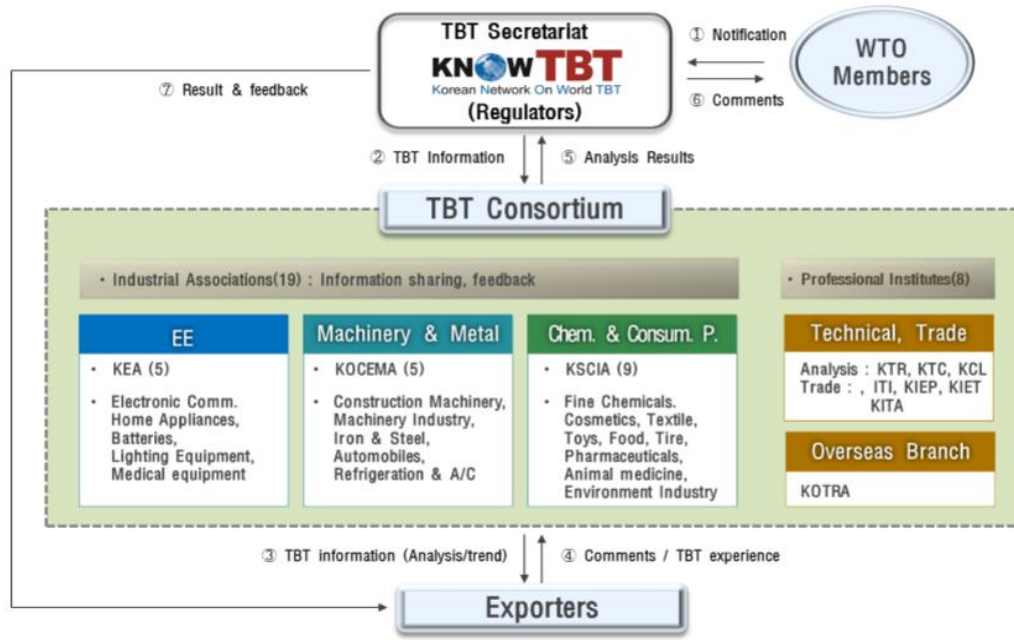 TBT Secretariat
KNOWTBT
Korean Network On World TBT
(Regulators)
① Notification
⑥ Comments
WTO
Members
⑦ Result & feedback
② TBT Information
⑤ Analysis Results
TBT Consortium
• Industrial Associations(19) : Information sharing, feedback
• Professional Institutes(8)
EE
• KEA (5)
• Electronic Comm.
Home Appliances,
Batteries,
Lighting Equipment,
Medical equipment
Machinery & Metal
• KOCEMA (5)
• Construction Machinery,
Machinery Industry,
Iron & Steel,
Automobiles,
Refrigeration & A/C
Chem. & Consum. P.
• KSCIA (9)
• Fine Chemicals.
Cosmetics, Textile,
Toys, Food, Tire,
Pharmaceuticals,
Animal medicine,
Environment Industry
Technical, Trade
Analysis : KTR, KTC, KCL
Trade : , ITI, KIEP, KIET
KITA
Overseas Branch
KOTRA
③ TBT information (Analysis/trend)
④ Comments / TBT experience
Exporters